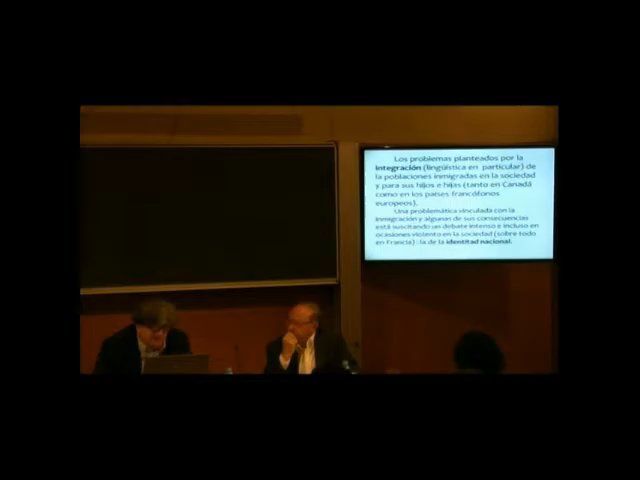 Los problemas planteados por la
integración (lingüística en particular) de
la poblaciones inmigradas en la sociedad
y para sus hijos e hijas (tanto en Canadá
como en los países francófonos
europeos).
Una problemática vinculada con la
inmigración y algunas de sus consecuencias
está suscitando un debate intenso e incluso en
ocasiones violento en la sociedad (sobre todo
en Francia) : la de la identidad nacional.